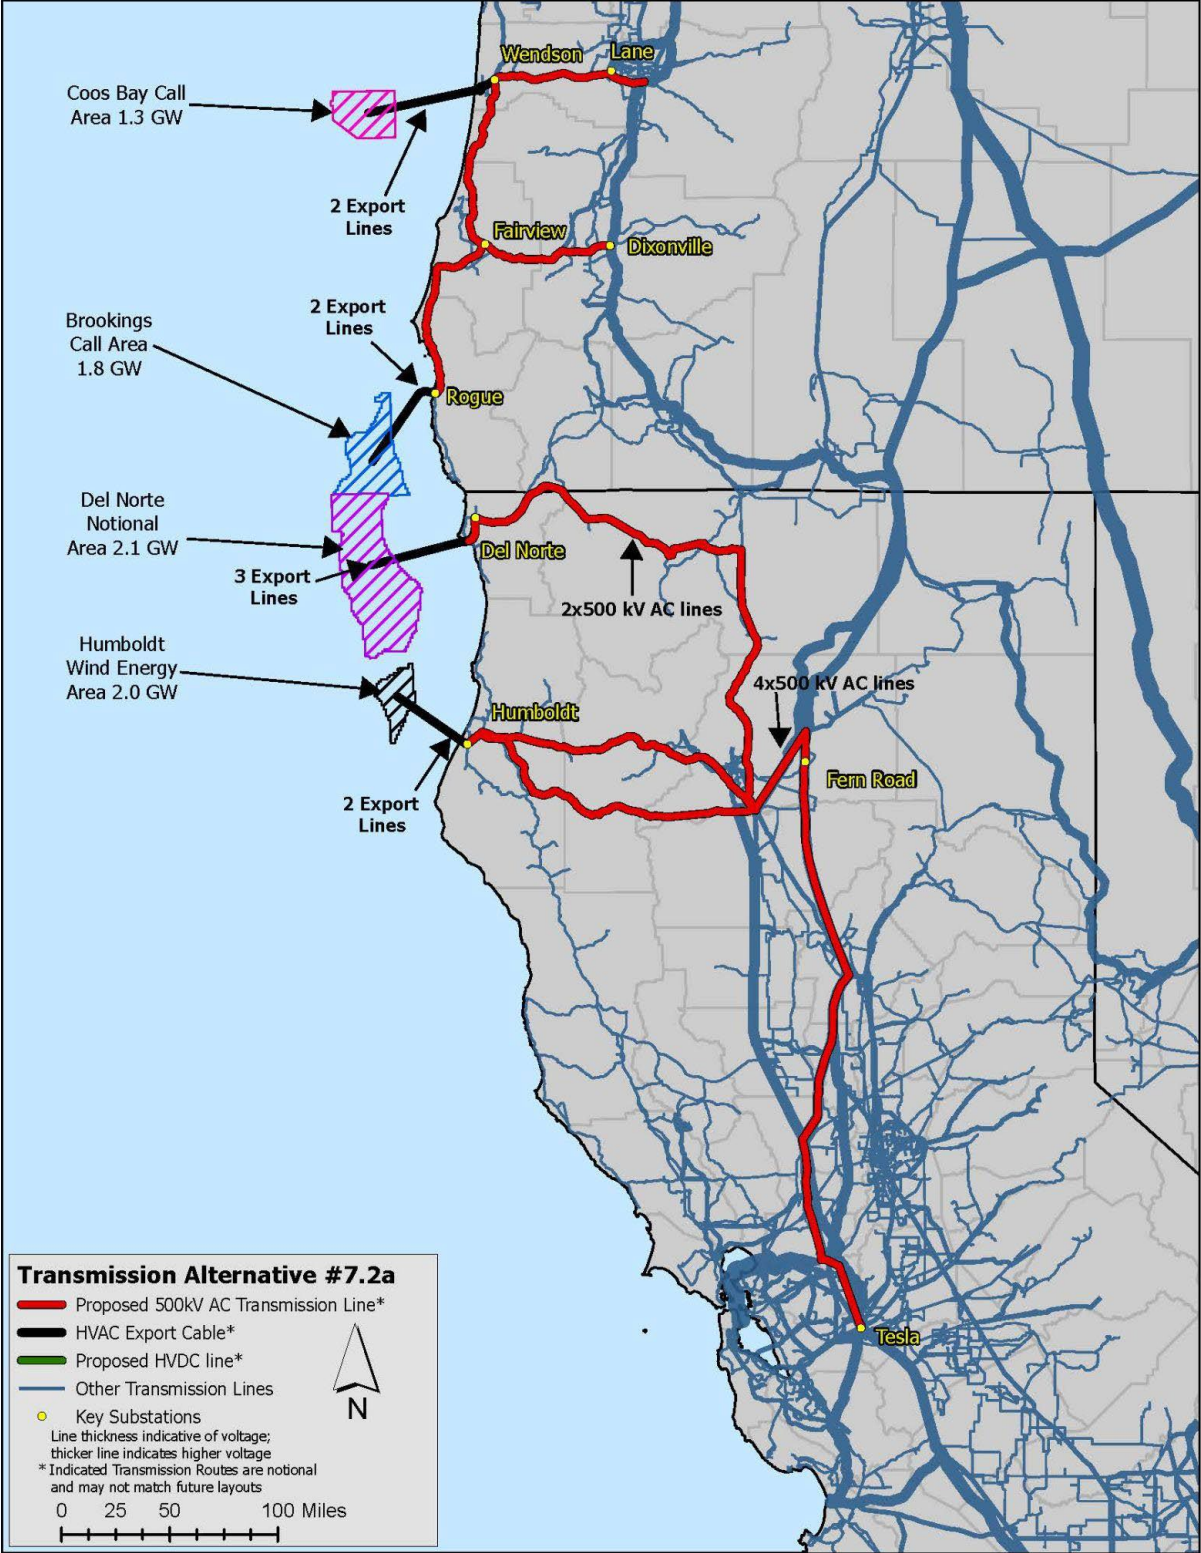 Wendson
Lane
Coos Bay Call
Area 1.3 GW
2 Export
Lines
Fairview
Dixonville
2 Export
Lines
Brookings
Call Area
1.8 GW
Rogue
Del Norte
Notional
Area 2.1 GW
Del Norte
3 Export
Lines
2x500 kV AC lines
Humboldt
Wind Energy
Area 2.0 GW
4x500 kV AC lines
Humboldt
Fern Road
2 Export
Lines
Tesla
Transmission Alternative #7.2a
Proposed 500kV AC Transmission Line*
HVAC Export Cable*
Proposed HVDC line*
Other Transmission Lines
Key Substations
Line thickness indicative of voltage;
thicker line indicates higher voltage
* Indicated Transmission Routes are notional
and may not match future layouts
N
0 25 50 100 Miles